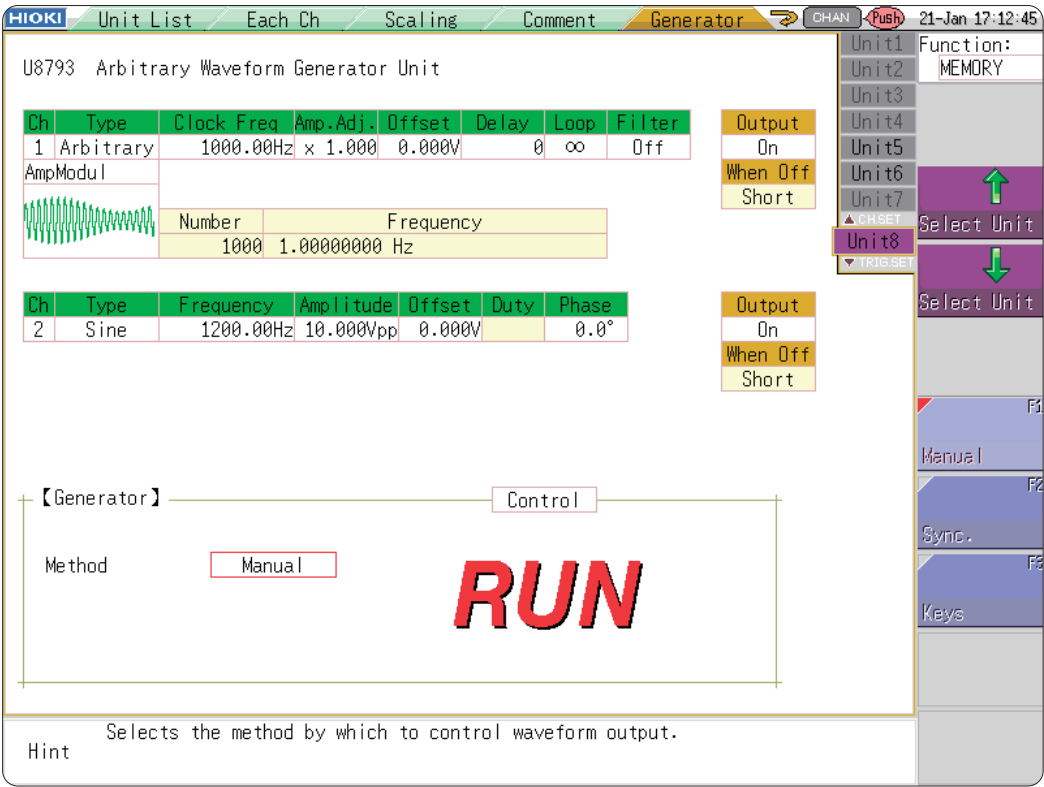 HIOKI Unit List Each Ch Scaling Comment Generator CHAN Push 21-Jan 17:12:45
Unit1 Function:
U8793 Arbitrary Waveform Generator Unit Unit2 MEMORY
Unit3
Ch Type Clock Freq Amp.Adj. Offset Delay Loop Filter Output Unit4
1 Arbitrary 1000.00Hz x 1.000 0.000V 0 ∞ Off On Unit5
AmpModul When Off Unit6
Short Unit7
▲ CH.SET
Number Frequency Select Unit
1000 1.00000000 Hz Unit8
▼ TRIG.SET
Ch Type Frequency Amplitude Offset Duty Phase Output Select Unit
2 Sine 1200.00Hz 10.000Vpp 0.000V 0.0° On
When Off
Short
F1
Manual
【Generator】 Control F2
Sync.
Method Manual RUN F3
Keys
Selects the method by which to control waveform output.
Hint